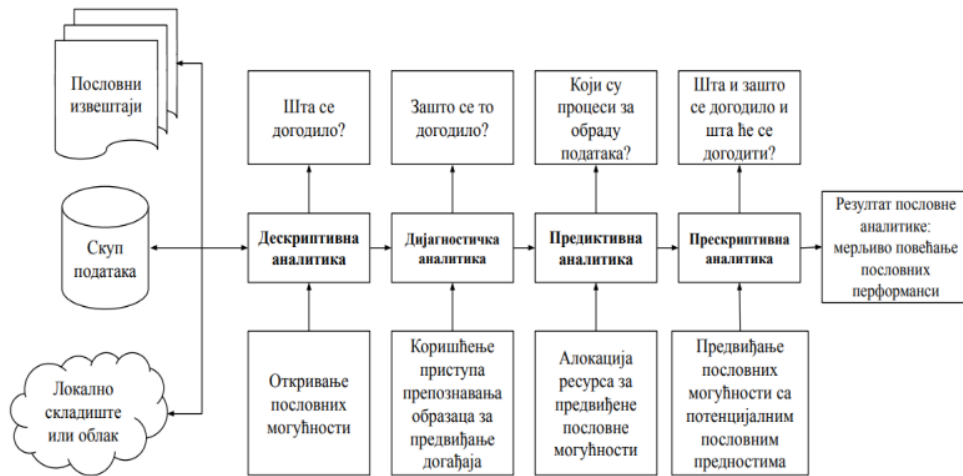 Пословни
извештаји
Шта се
догодило?
Зашто се то
догодило?
Који су
процеси за
обраду
података?
Шта и зашто
се догодило и
шта ће се
догодити?
Скуп
података
Дескриптивна
аналитика
Дијагностичка
аналитика
Предиктивна
аналитика
Прескриптивна
аналитика
Резултат пословне
аналитике:
мерљиво повећање
пословних
перформанси
Локално
складиште
или облак
Откривање
пословних
могућности
Коришћење
приступа
препознавања
образаца за
предвиђање
догађаја
Алокација
ресурса за
предвиђене
пословне
могућности
Предвиђање
пословних
могућности са
потенцијалним
пословним
предностима